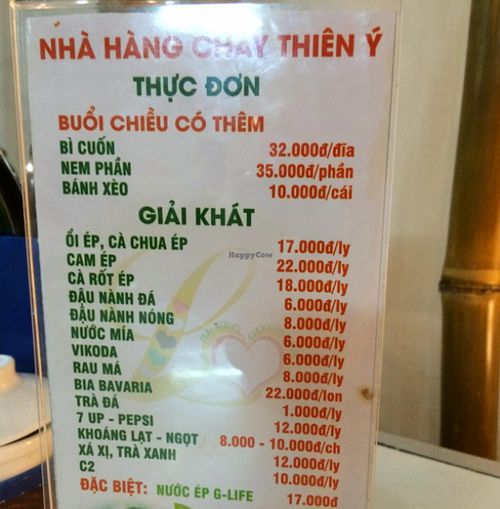 NHÀ HÀNG CHAY THIÊN Ý
THỰC ĐƠN
BUỔI CHIỀU CÓ THÊM
BÌ CUỐN 32.000đ/đĩa
NEM PHẦN 35.000đ/phần
BÁNH XÈO 10.000đ/cái
GIẢI KHÁT
ỔI ÉP, CÀ CHUA ÉP 17.000đ/ly
CAM ÉP 22.000đ/ly
CÀ RỐT ÉP 18.000đ/ly
ĐẬU NÀNH ĐÁ 6.000đ/ly
ĐẬU NÀNH NÓNG 8.000đ/ly
NƯỚC MÍA 6.000đ/ly
VIKODA 6.000đ/ly
RAU MÁ 8.000đ/ly
BIA BAVARIA 22.000đ/lon
TRÀ ĐÁ 1.000đ/ly
7 UP - PEPSI 12.000đ/ly
KHOÁNG LẠT - NGỌT 8.000 - 10.000đ/ch
XÁ XỊ, TRÀ XANH 12.000đ/ly
C2 10.000đ/ly
ĐẶC BIỆT: NƯỚC ÉP G-LIFE 17.000đ
HappyCow